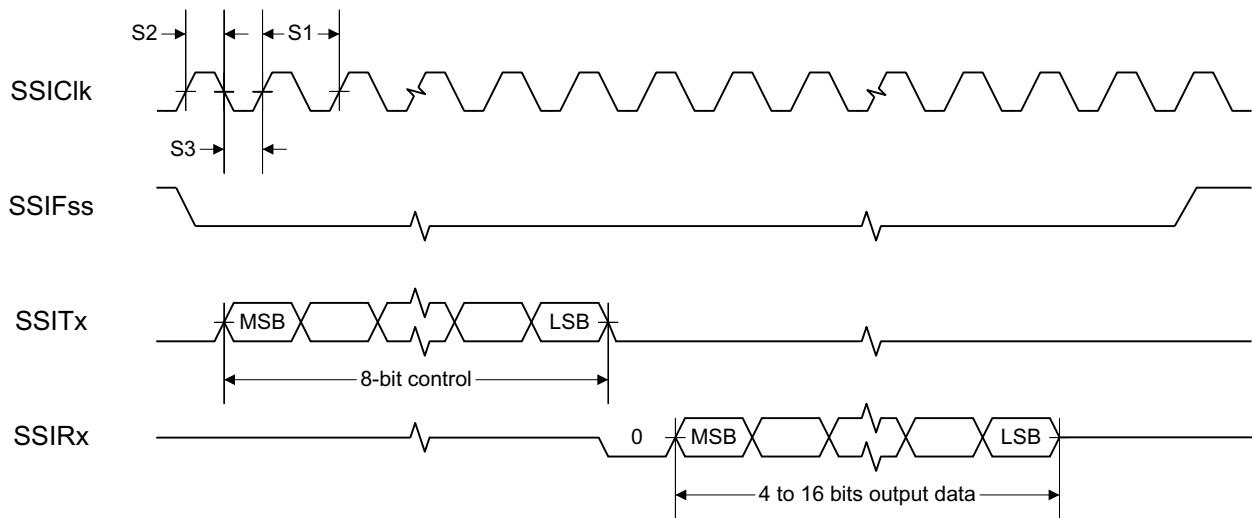 S2
S1
SSIClk
S3
SSIFss
SSITx
MSB
LSB
8-bit control
SSIRx
0
MSB
LSB
4 to 16 bits output data